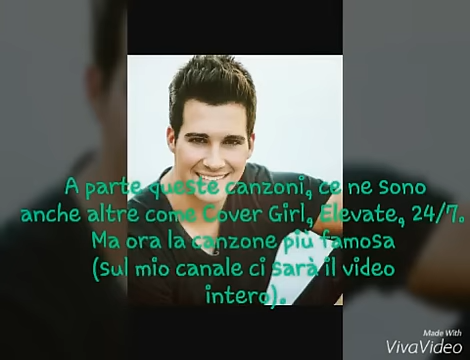 A parte queste canzoni, ce ne sono
anche altre come Cover Girl, Elevate, 24/7.
Ma ora la canzone più famosa
(sul mio canale ci sarà il video
intero).
Made With
VivaVideo